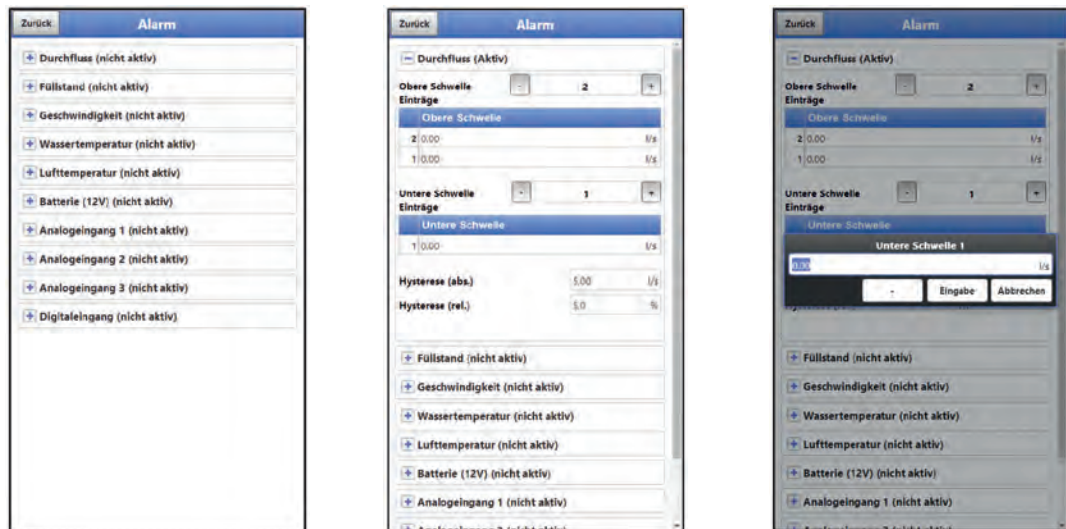 Zurück Alarm
+ Durchfluss (nicht aktiv)
+ Füllstand (nicht aktiv)
+ Geschwindigkeit (nicht aktiv)
+ Wassertemperatur (nicht aktiv)
+ Lufttemperatur (nicht aktiv)
+ Batterie (12V) (nicht aktiv)
+ Analogeingang 1 (nicht aktiv)
+ Analogeingang 2 (nicht aktiv)
+ Analogeingang 3 (nicht aktiv)
+ Digitaleingang (nicht aktiv)
Zurück Alarm
− Durchfluss (Aktiv)
Obere Schwelle - 2 +
Einträge
Obere Schwelle
2 0.00 l/s
1 0.00 l/s
Untere Schwelle - 1 +
Einträge
Untere Schwelle
1 0.00 l/s
Hysterese (abs.) 5.00 l/s
Hysterese (rel.) 5.0 %
+ Füllstand (nicht aktiv)
+ Geschwindigkeit (nicht aktiv)
+ Wassertemperatur (nicht aktiv)
+ Lufttemperatur (nicht aktiv)
+ Batterie (12V) (nicht aktiv)
+ Analogeingang 1 (nicht aktiv)
Zurück Alarm
− Durchfluss (Aktiv)
Obere Schwelle - 2 +
Einträge
Obere Schwelle
2 0.00 l/s
1 0.00 l/s
Untere Schwelle - 1 +
Einträge
Untere Schwelle
Untere Schwelle 1
0.00 l/s
- Eingabe Abbrechen
+ Füllstand (nicht aktiv)
+ Geschwindigkeit (nicht aktiv)
+ Wassertemperatur (nicht aktiv)
+ Lufttemperatur (nicht aktiv)
+ Batterie (12V) (nicht aktiv)
+ Analogeingang 1 (nicht aktiv)